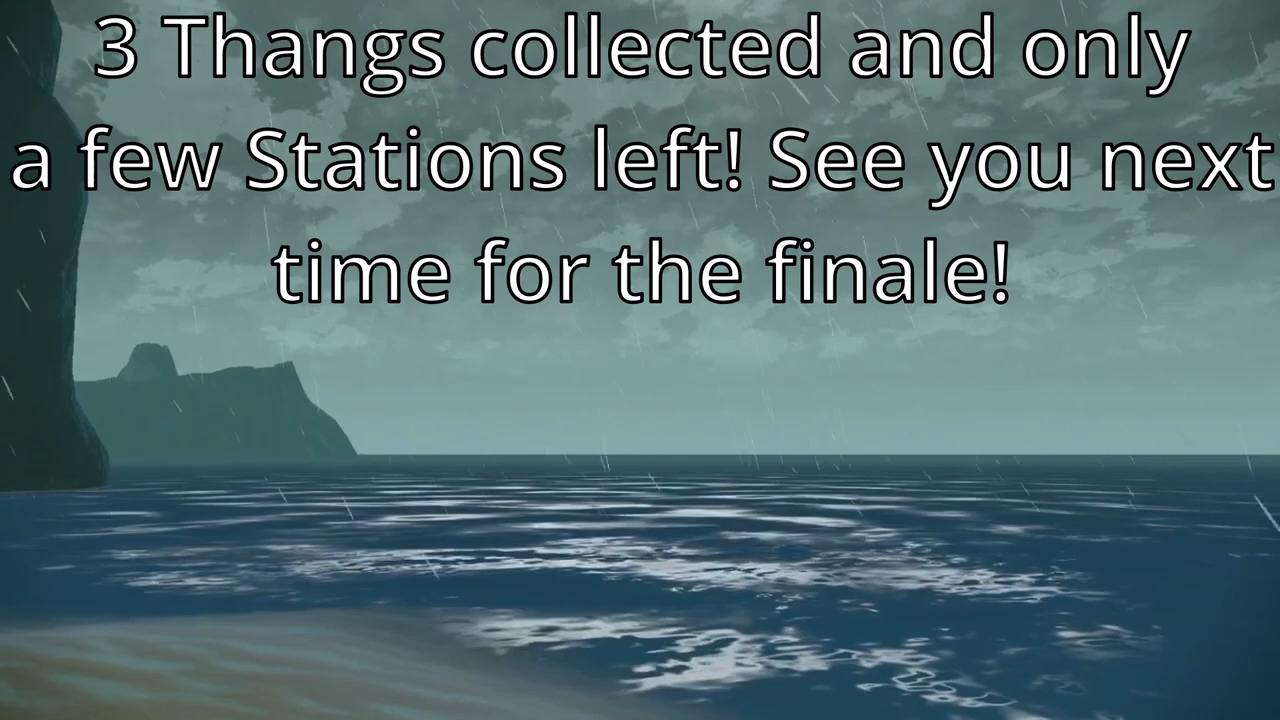 3 Thangs collected and only
a few Stations left! See you next
time for the finale!